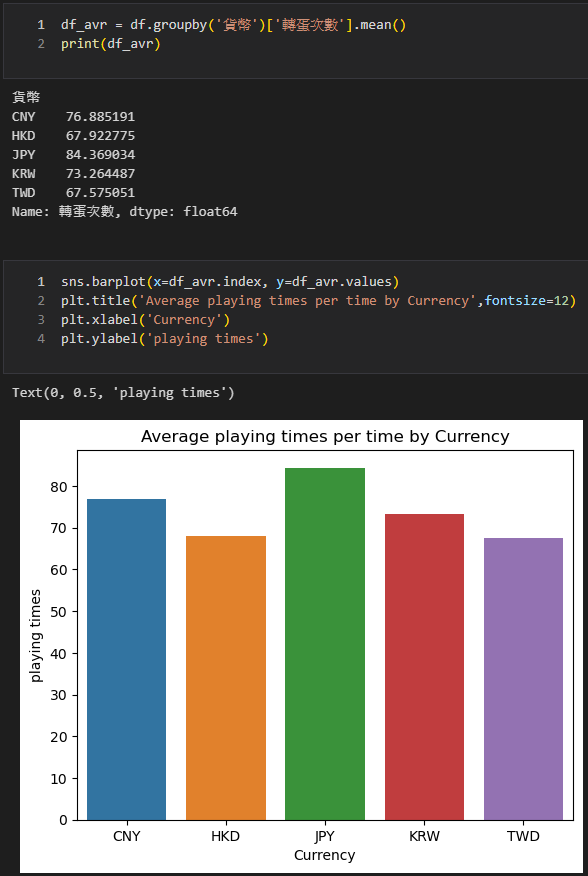 1 df_avr = df.groupby('貨幣')['轉蛋次數'].mean()
2 print(df_avr)
貨幣
CNY 76.885191
HKD 67.922775
JPY 84.369034
KRW 73.264487
TWD 67.575051
Name: 轉蛋次數, dtype: float64
1 sns.barplot(x=df_avr.index, y=df_avr.values)
2 plt.title('Average playing times per time by Currency',fontsize=12)
3 plt.xlabel('Currency')
4 plt.ylabel('playing times')
Text(0, 0.5, 'playing times')
Average playing times per time by Currency
playing times
80
70
60
50
40
30
20
10
0
CNY HKD JPY KRW TWD
Currency